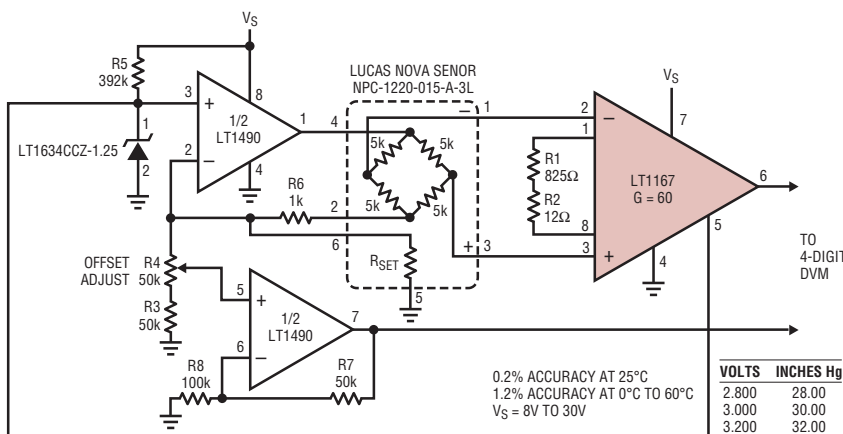 VS
R5
392k
3
+
8
1/2
LT1490
1
4
2
−
1
LT1634CCZ-1.25
2
4
LUCAS NOVA SENOR
NPC-1220-015-A-3L
− 1
5k
5k
5k
5k
2
R6
1k
6
RSET
5
+ 3
VS
7
2
−
1
R1
825Ω
R2
12Ω
8
3
+
LT1167
G = 60
6
5
4
TO
4-DIGIT
DVM
OFFSET
ADJUST
R4
50k
R3
50k
5
+
1/2
LT1490
7
6
−
R8
100k
R7
50k
0.2% ACCURACY AT 25°C
1.2% ACCURACY AT 0°C TO 60°C
VS = 8V TO 30V
VOLTS INCHES Hg
2.800 28.00
3.000 30.00
3.200 32.00